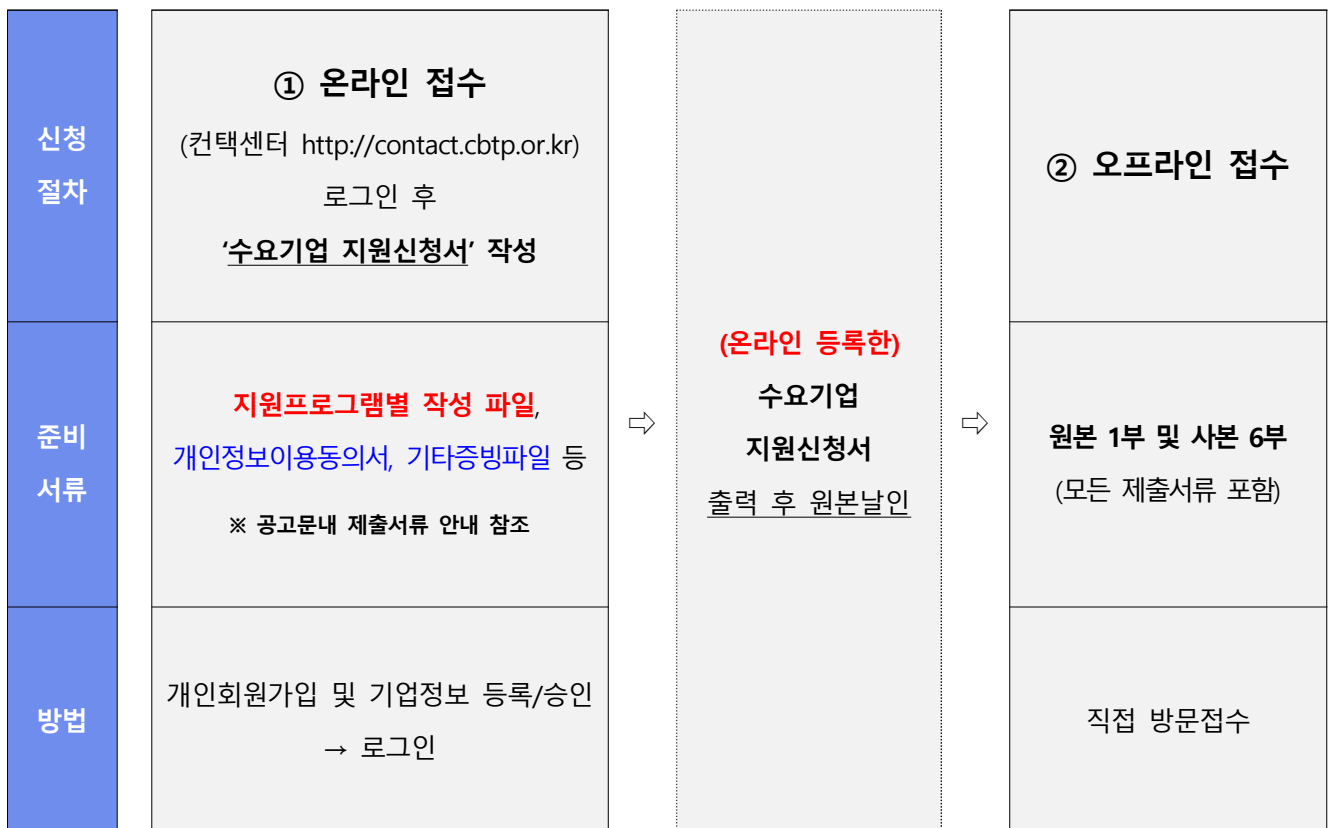 신청
절차
① 온라인 접수
(컨택센터 http://contact.cbtp.or.kr)
로그인 후
‘수요기업 지원신청서’ 작성
② 오프라인 접수
준비
서류
지원프로그램별 작성 파일,
개인정보이용동의서, 기타증빙파일 등
※ 공고문내 제출서류 안내 참조
⇨
(온라인 등록한)
수요기업
지원신청서
출력 후 원본날인
⇨
원본 1부 및 사본 6부
(모든 제출서류 포함)
방법
개인회원가입 및 기업정보 등록/승인
→ 로그인
직접 방문접수